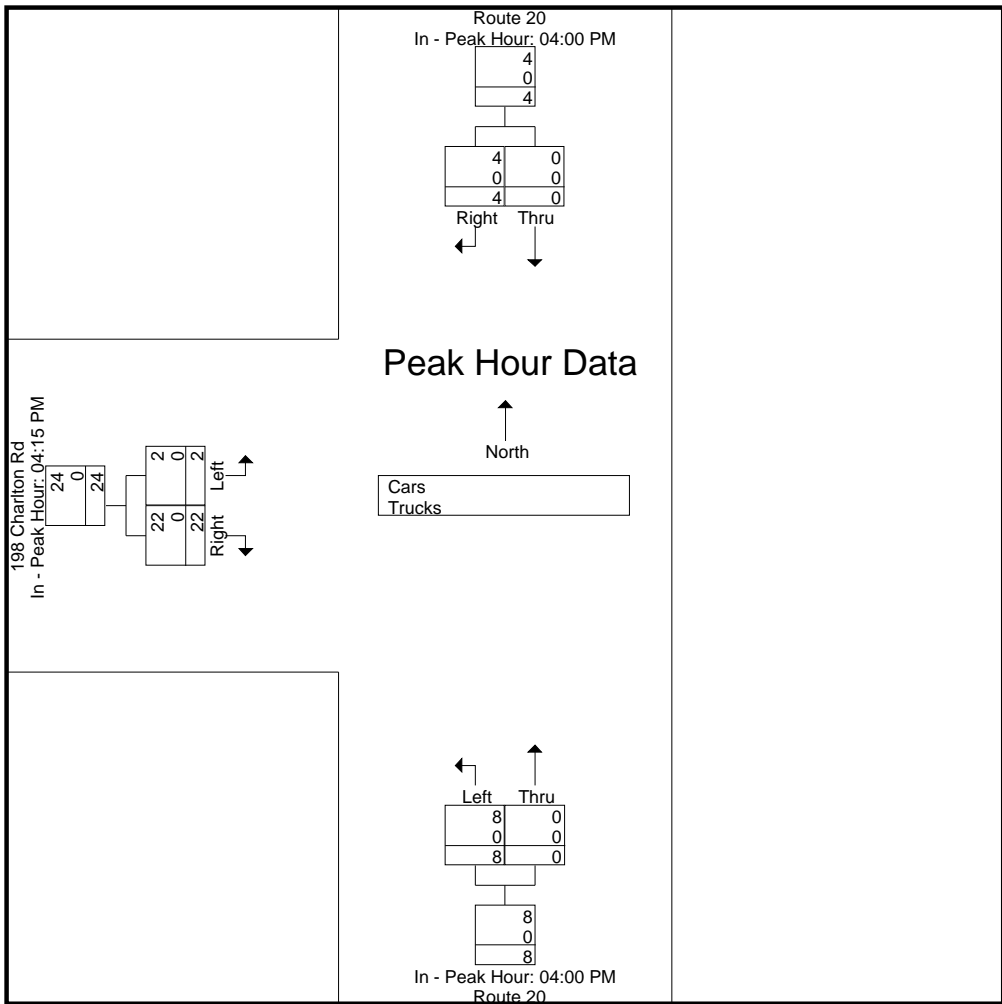 Route 20
In - Peak Hour: 04:00 PM
4
0
4
4 0
0 0
4 0
Right Thru
Peak Hour Data
North
Cars
Trucks
198 Charlton Rd
In - Peak Hour: 04:15 PM
24
0
24
2
0
2
Left
22
0
22
Right
Left Thru
8 0
0 0
8 0
8
0
8
In - Peak Hour: 04:00 PM
Route 20